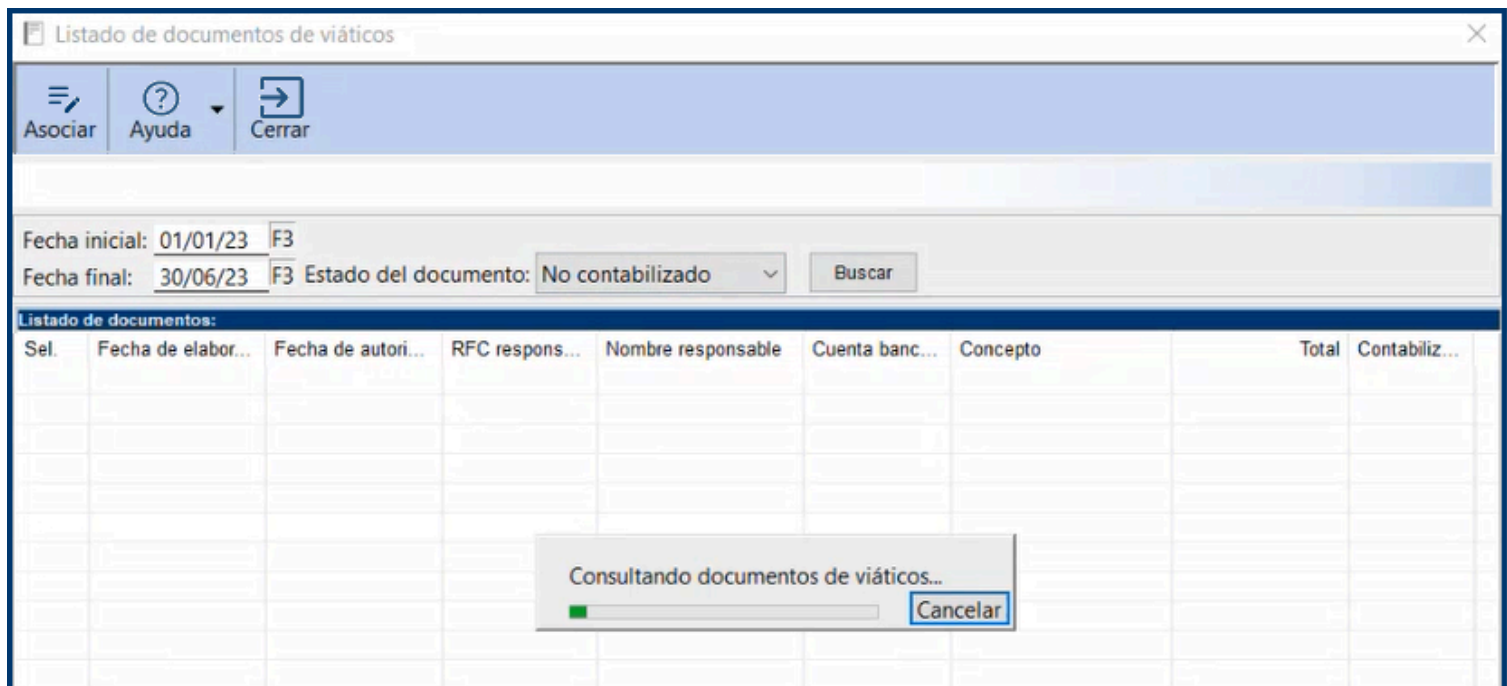 Listado de documentos de viáticos
Asociar Ayuda Cerrar
Fecha inicial: 01/01/23 F3
Fecha final: 30/06/23 F3 Estado del documento: No contabilizado Buscar
Listado de documentos:
Sel. Fecha de elabor... Fecha de autori... RFC respons... Nombre responsable Cuenta banc... Concepto Total Contabiliz...
Consultando documentos de viáticos...
Cancelar